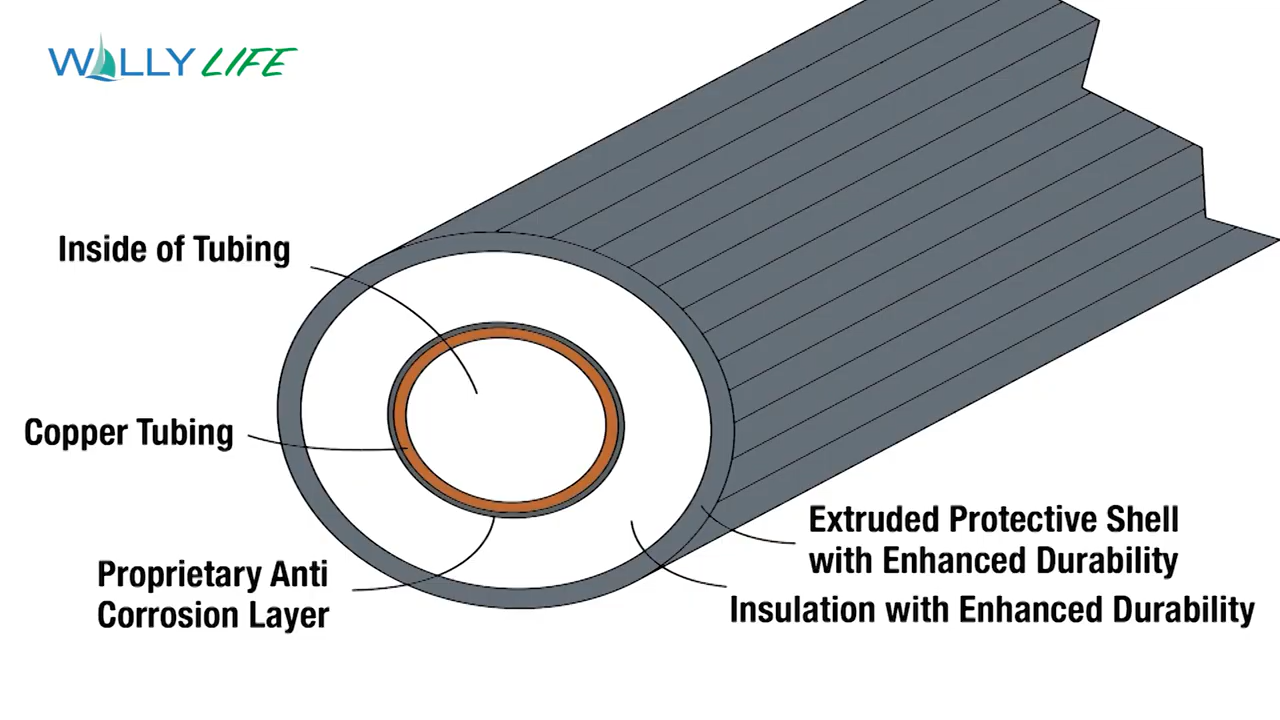 WALLY LIFE
Inside of Tubing
Copper Tubing
Proprietary Anti
Corrosion Layer
Extruded Protective Shell
with Enhanced Durability
Insulation with Enhanced Durability